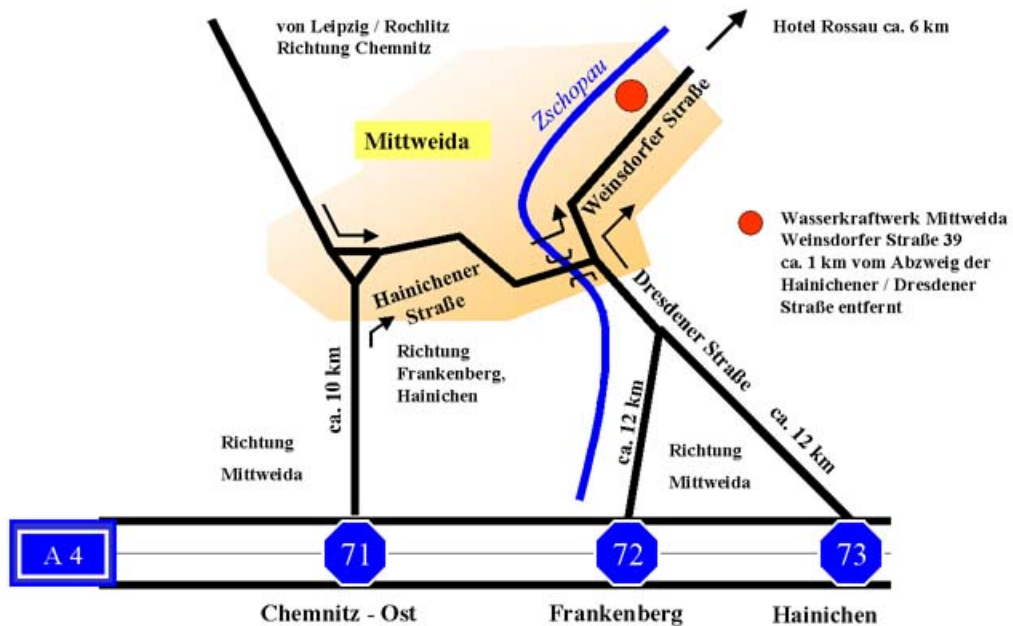 von Leipzig / Rochlitz
Richtung Chemnitz
Hotel Rossau ca. 6 km
Zschopau
Mittweida
Weinsdorfer Straße
Wasserkraftwerk Mittweida
Weinsdorfer Straße 39
ca. 1 km vom Abzweig der
Hainichener / Dresdener
Straße entfernt
Hainichener
Straße
Dresdener Straße
Richtung
Frankenberg,
Hainichen
ca. 10 km
ca. 12 km
ca. 12 km
Richtung
Mittweida
Richtung
Mittweida
A 4
71
72
73
Chemnitz - Ost
Frankenberg
Hainichen